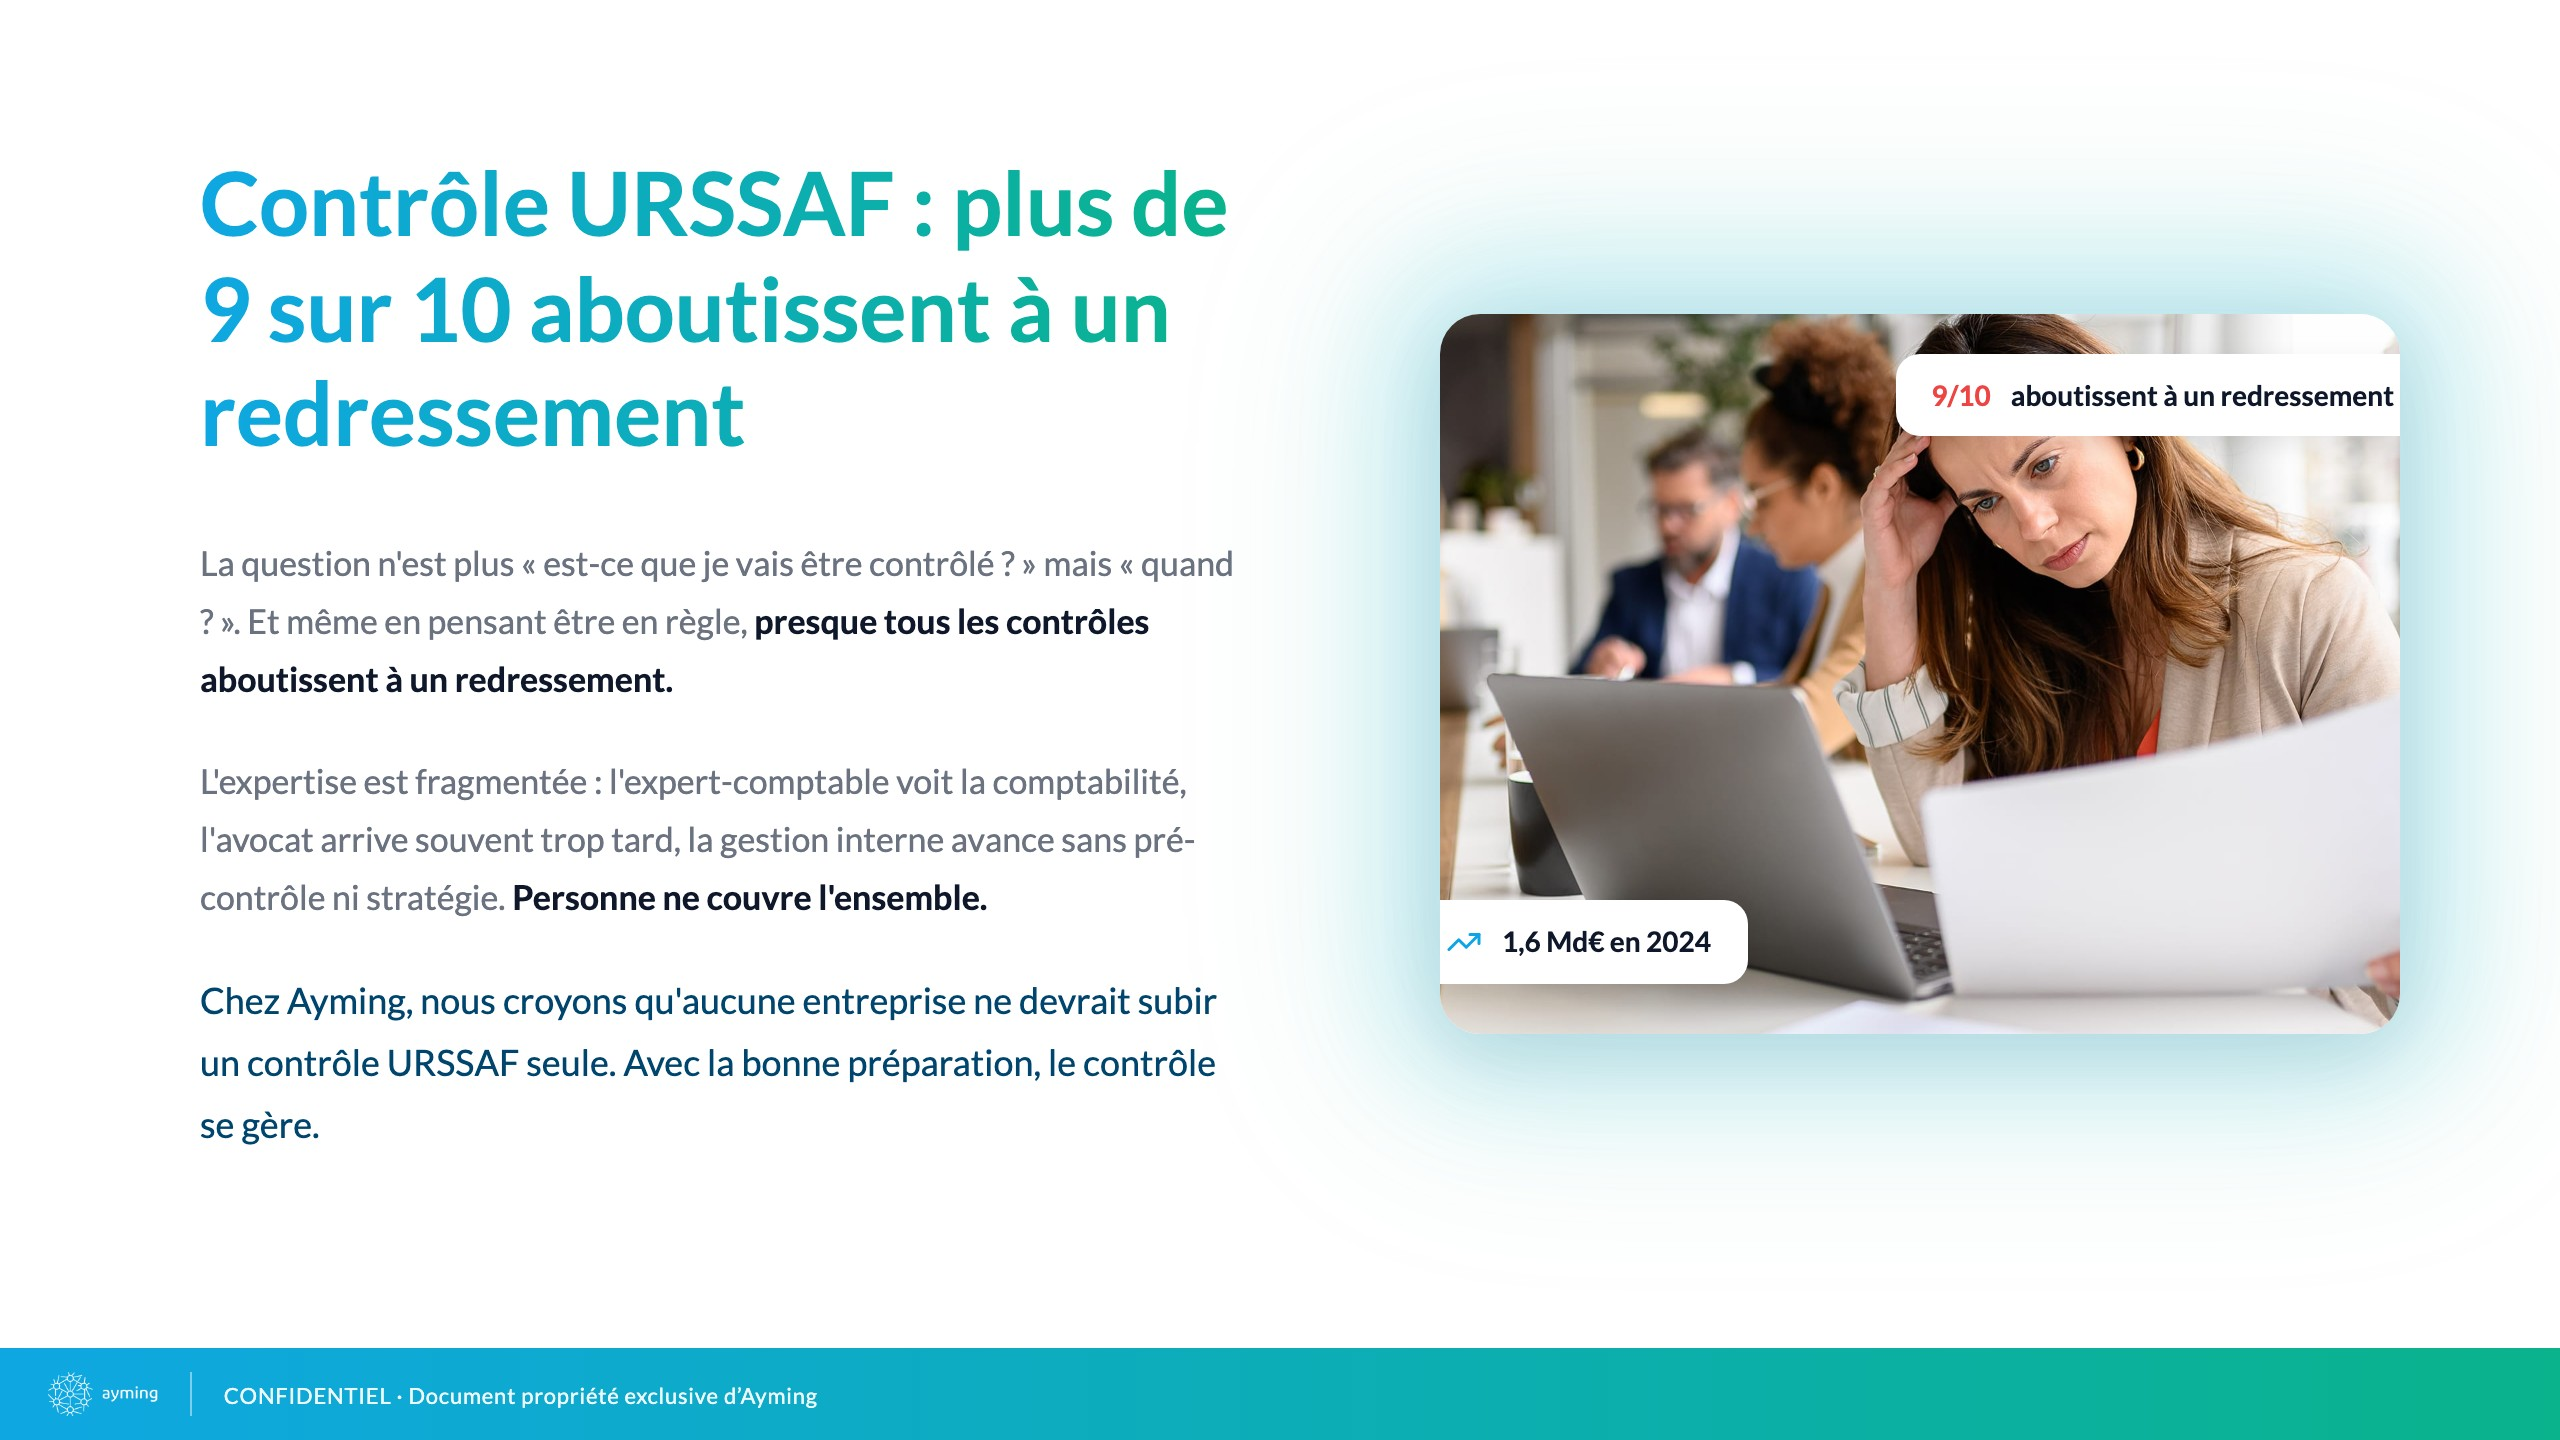 Contrôle URSSAF : plus de
9 sur 10 aboutissent à un
redressement
La question n'est plus « est-ce que je vais être contrôlé ? » mais « quand
? ». Et même en pensant être en règle, presque tous les contrôles
aboutissent à un redressement.
L'expertise est fragmentée : l'expert-comptable voit la comptabilité,
l'avocat arrive souvent trop tard, la gestion interne avance sans pré-
contrôle ni stratégie. Personne ne couvre l'ensemble.
Chez Ayming, nous croyons qu'aucune entreprise ne devrait subir
un contrôle URSSAF seule. Avec la bonne préparation, le contrôle
se gère.
9/10 aboutissent à un redressement
1,6 Md€ en 2024
ayming
CONFIDENTIEL · Document propriété exclusive d’Ayming